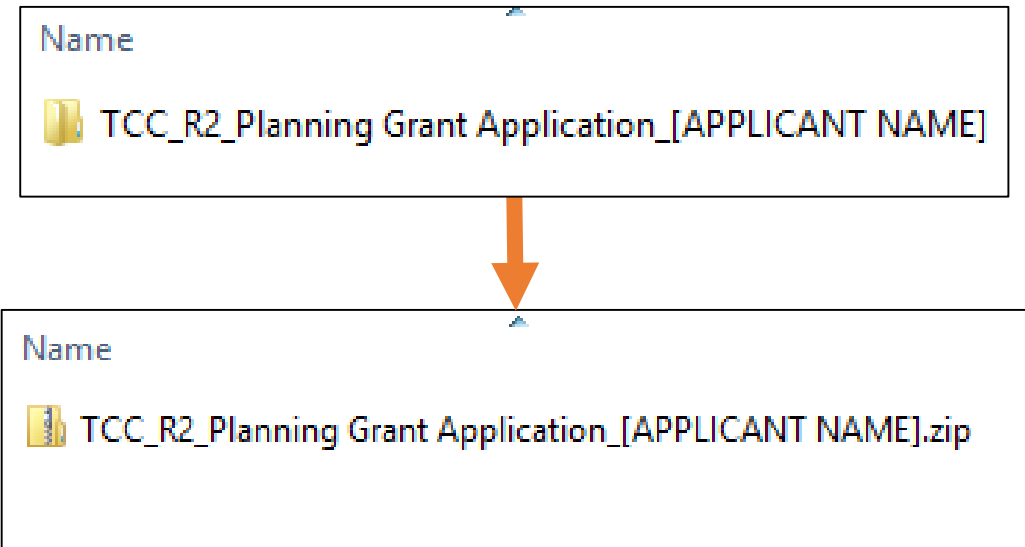 Name
TCC_R2_Planning Grant Application_[APPLICANT NAME]
Name
TCC_R2_Planning Grant Application_[APPLICANT NAME].zip